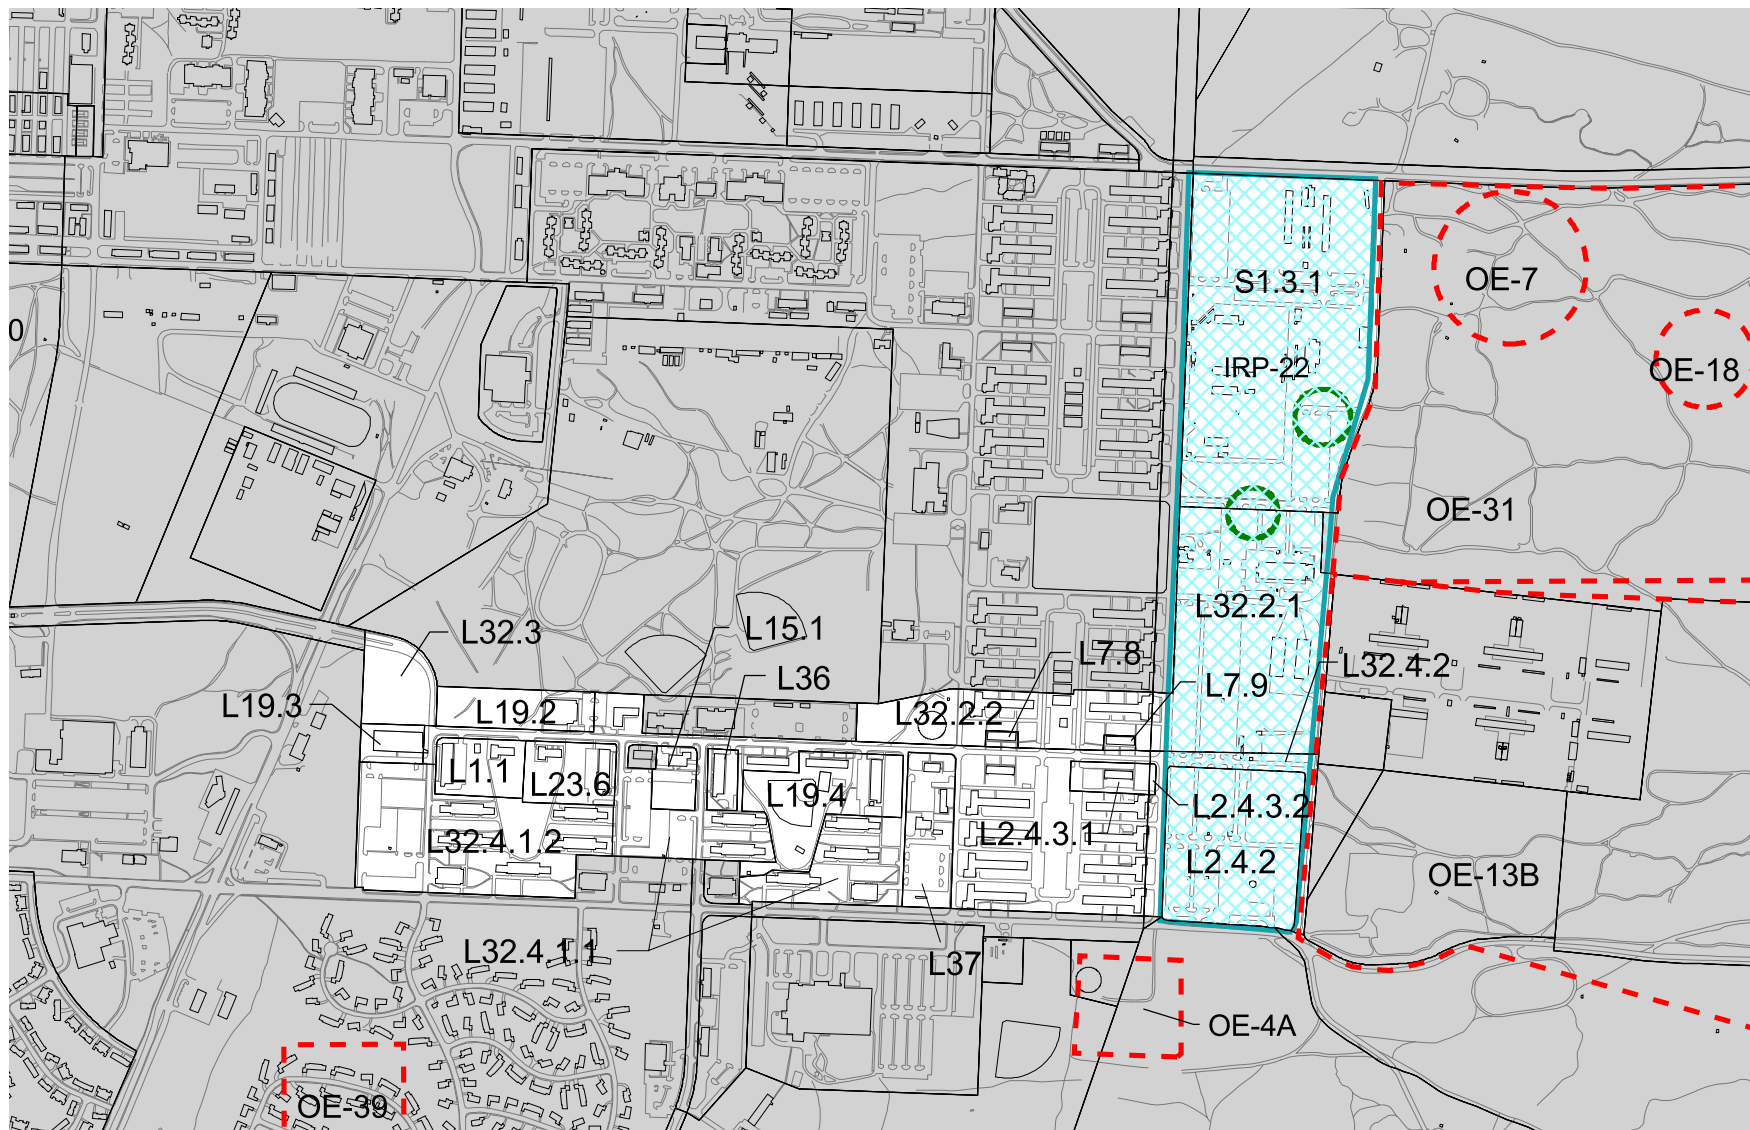 S1.3.1
OE-7
0
IRP-22
OE-18
OE-31
L32.2.1
L32.3
L15.1
L7.8
L32.4.2
L36
L7.9
L19.3
L19.2
L32.2.2
L1.1
L23.6
L19.4
L2.4.3.2
L32.4.1.2
L2.4.3.1
L2.4.2
OE-13B
L32.4.1.1
L37
OE-4A
OE-39